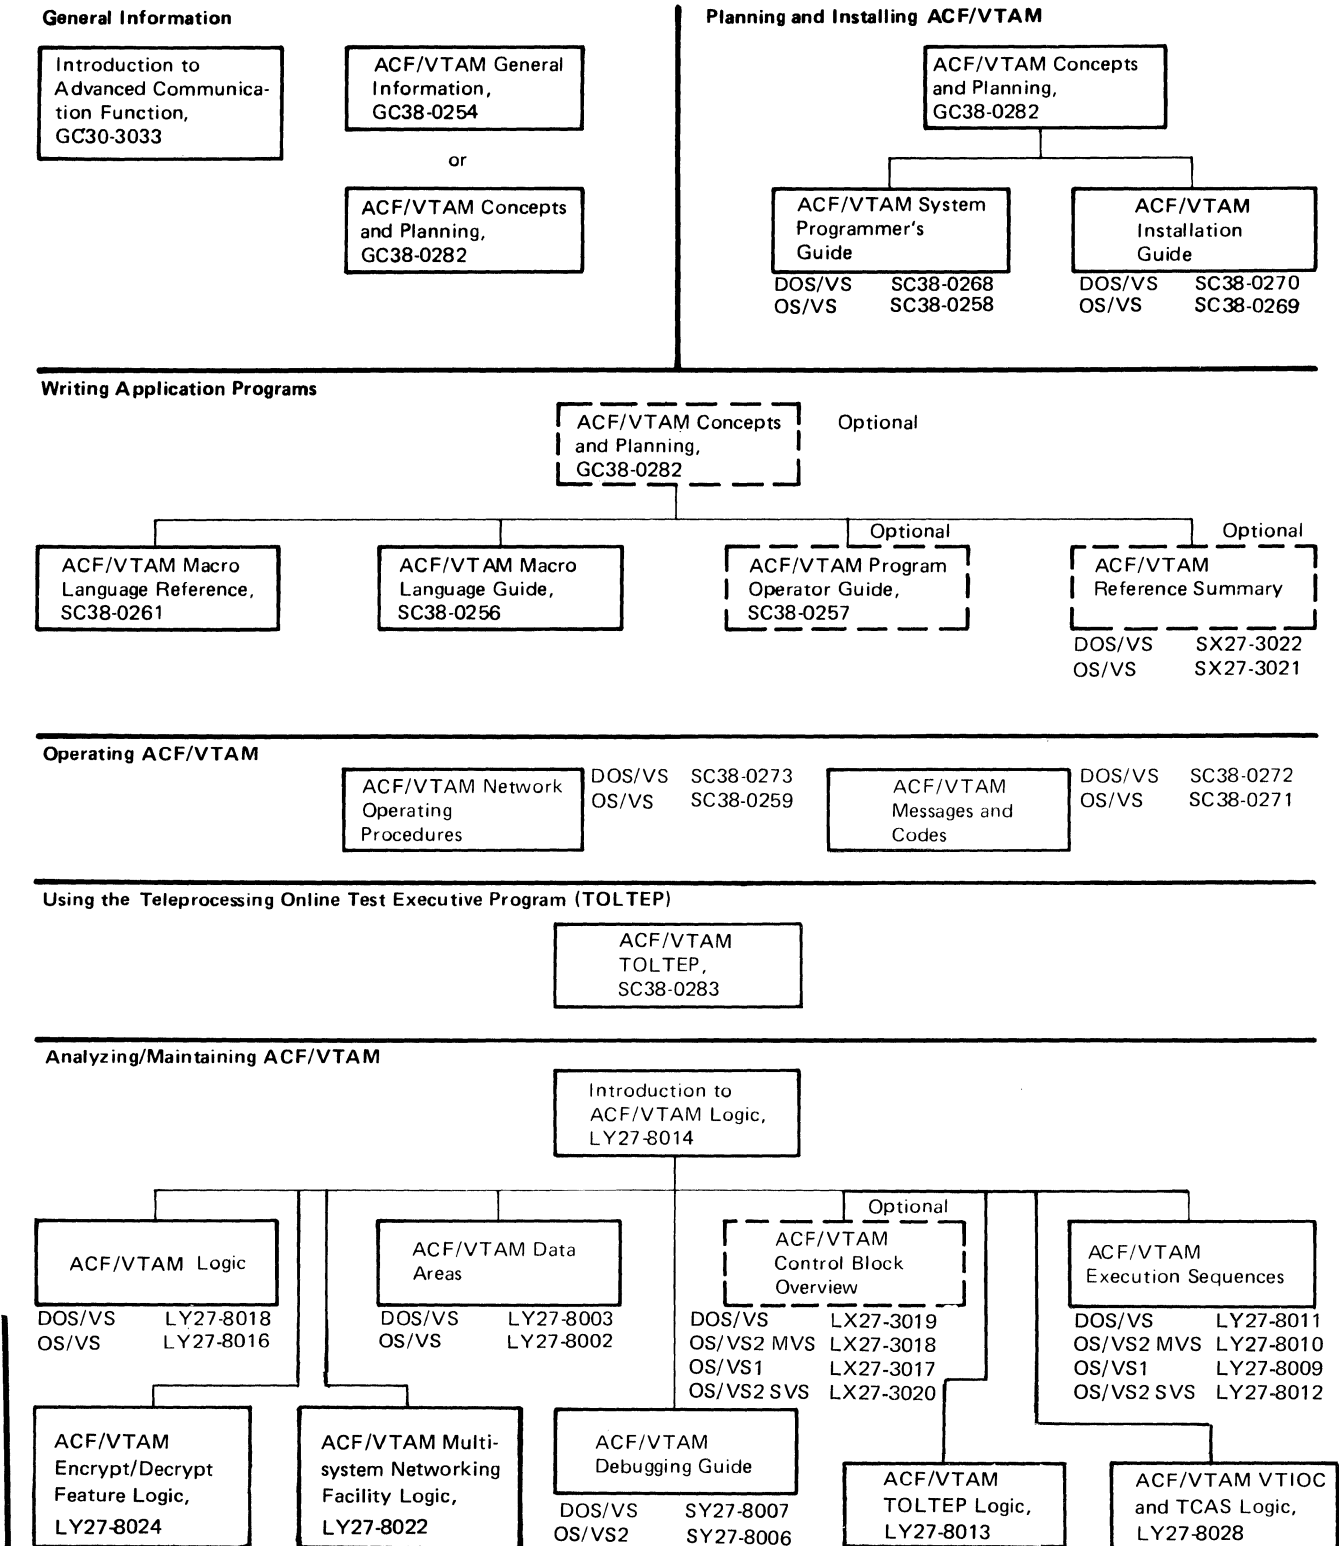 General Information
Introduction to
Advanced Communica-
tion Function,
GC30-3033
ACF/VTAM General
Information,
GC38-0254
or
ACF/VTAM Concepts
and Planning,
GC38-0282
Planning and Installing ACF/VTAM
ACF/VTAM Concepts
and Planning,
GC38-0282
ACF/VTAM System
Programmer's
Guide
DOS/VS SC38-0268
OS/VS SC38-0258
ACF/VTAM
Installation
Guide
DOS/VS SC38-0270
OS/VS SC38-0269
Writing Application Programs
ACF/VTAM Concepts
and Planning,
GC38-0282
Optional
ACF/VTAM Macro
Language Reference,
SC38-0261
ACF/VTAM Macro
Language Guide,
SC38-0256
Optional
ACF/VTAM Program
Operator Guide,
SC38-0257
Optional
ACF/VTAM
Reference Summary
DOS/VS SX27-3022
OS/VS SX27-3021
Operating ACF/VTAM
ACF/VTAM Network
Operating
Procedures
DOS/VS SC38-0273
OS/VS SC38-0259
ACF/VTAM
Messages and
Codes
DOS/VS SC38-0272
OS/VS SC38-0271
Using the Teleprocessing Online Test Executive Program (TOLTEP)
ACF/VTAM
TOLTEP,
SC38-0283
Analyzing/Maintaining ACF/VTAM
Introduction to
ACF/VTAM Logic,
LY27-8014
ACF/VTAM Logic
DOS/VS LY27-8018
OS/VS LY27-8016
ACF/VTAM Data
Areas
DOS/VS LY27-8003
OS/VS LY27-8002
Optional
ACF/VTAM
Control Block
Overview
DOS/VS LX27-3019
OS/VS2 MVS LX27-3018
OS/VS1 LX27-3017
OS/VS2 SVS LX27-3020
ACF/VTAM
Execution Sequences
DOS/VS LY27-8011
OS/VS2 MVS LY27-8010
OS/VS1 LY27-8009
OS/VS2 SVS LY27-8012
ACF/VTAM
Encrypt/Decrypt
Feature Logic,
LY27-8024
ACF/VTAM Multi-
system Networking
Facility Logic,
LY27-8022
ACF/VTAM
Debugging Guide
DOS/VS SY27-8007
OS/VS2 SY27-8006
ACF/VTAM
TOLTEP Logic,
LY27-8013
ACF/VTAM VTIOC
and TCAS Logic,
LY27-8028